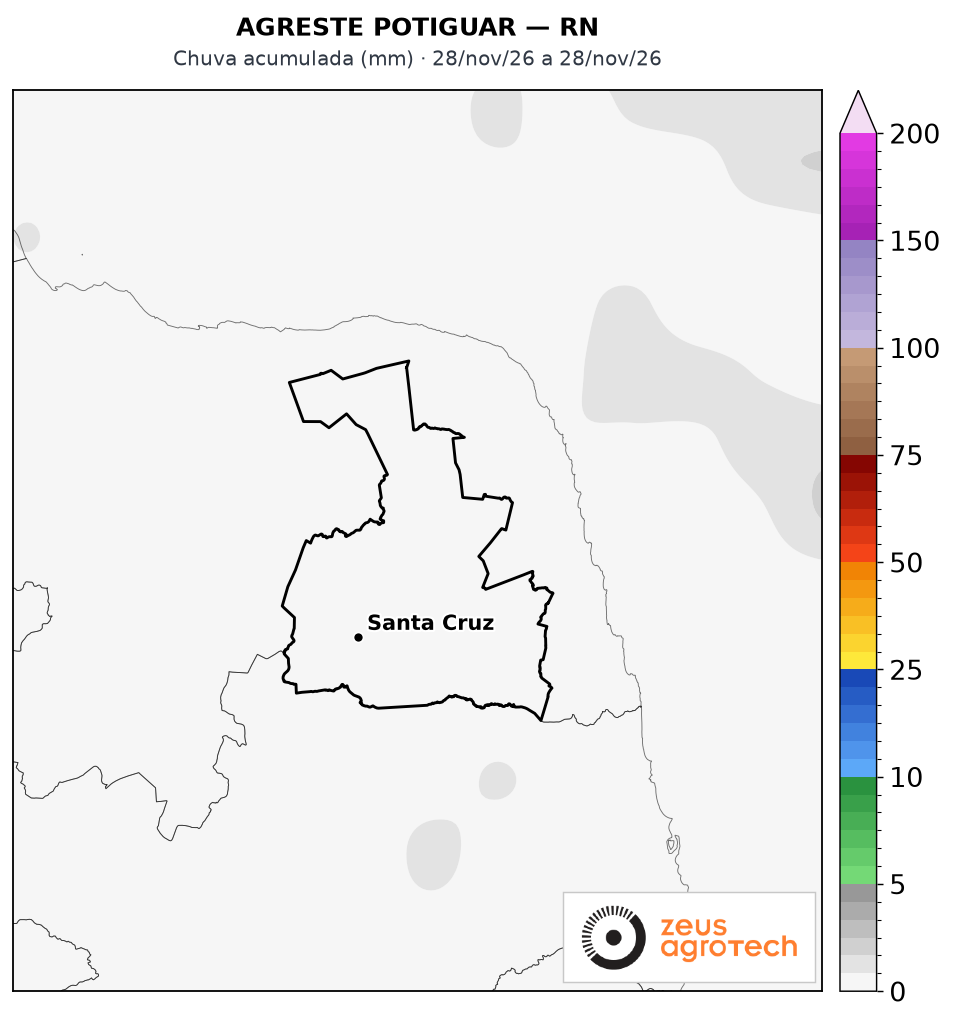 AGRESTE POTIGUAR — RN
Chuva acumulada (mm) · 28/nov/26 a 28/nov/26
200
150
100
75
50
25
10
5
0
Santa Cruz
zeus
agroTech